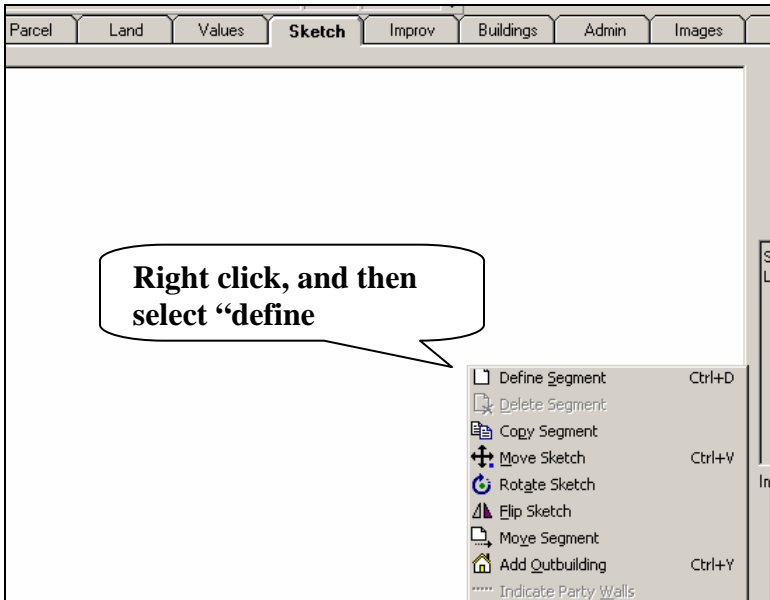 Parcel Land Values Sketch Improv Buildings Admin Images
Right click, and then
select “define
Define Segment Ctrl+D
Delete Segment
Copy Segment
Move Sketch Ctrl+V
Rotate Sketch
Flip Sketch
Move Segment
Add Outbuilding Ctrl+Y
Indicate Party Walls